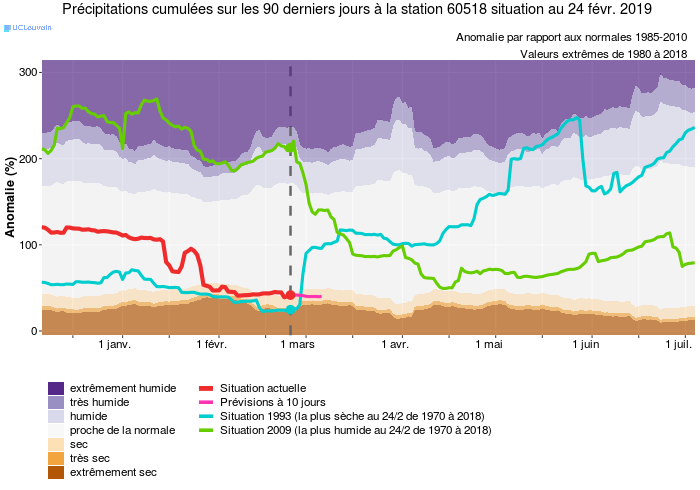 Précipitations cumulées sur les 90 derniers jours à la station 60518 situation au 24 févr. 2019
UCLouvain
Anomalie par rapport aux normales 1985-2010
Valeurs extrêmes de 1980 à 2018
Anomalie (%)
300
200
100
0
1 janv.
1 févr.
1 mars
1 avr.
1 mai
1 juin
1 juil.
extrêmement humide
très humide
humide
proche de la normale
sec
très sec
extrêmement sec
Situation actuelle
Prévisions à 10 jours
Situation 1993 (la plus sèche au 24/2 de 1970 à 2018)
Situation 2009 (la plus humide au 24/2 de 1970 à 2018)